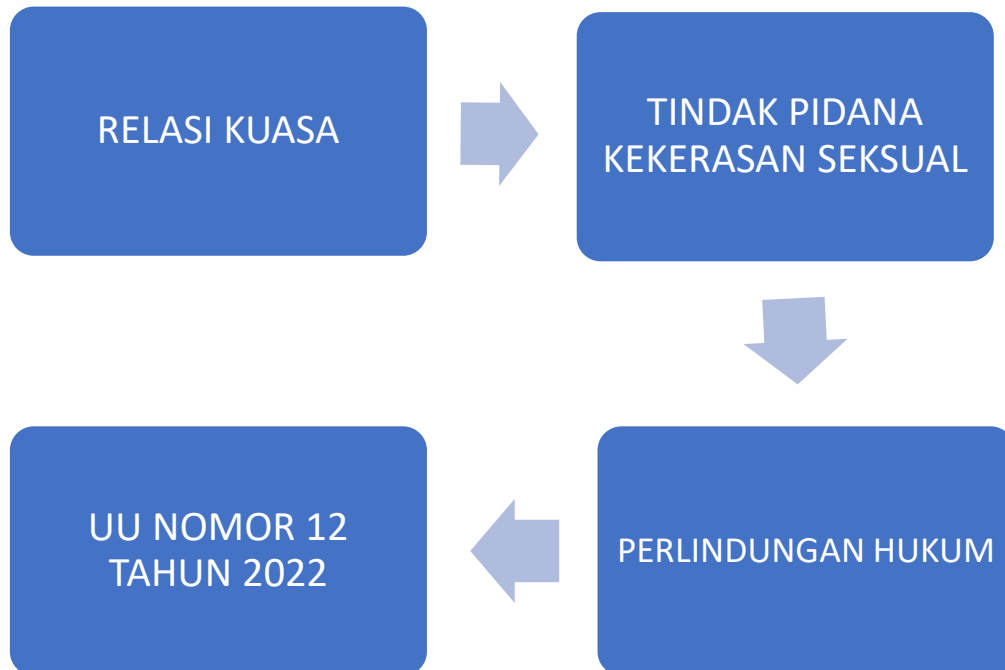 RELASI KUASA
TINDAK PIDANA
KEKERASAN SEKSUAL
PERLINDUNGAN HUKUM
UU NOMOR 12
TAHUN 2022